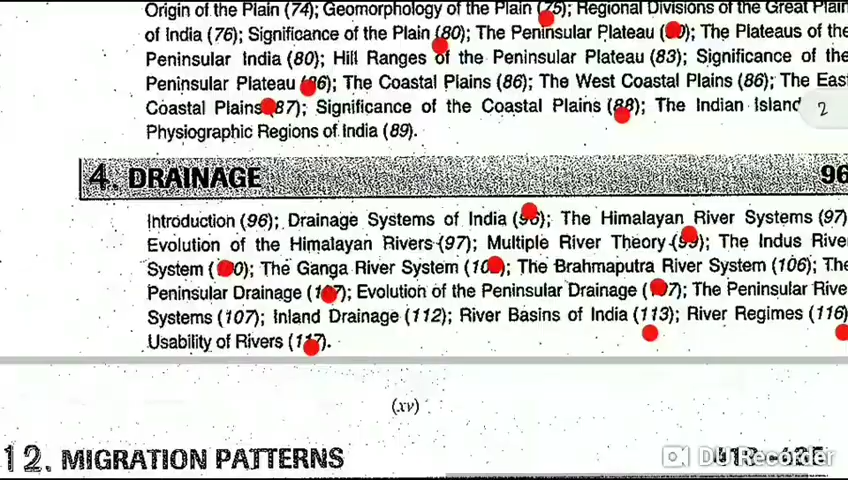 Origin of the Plain (74); Geomorphology of the Plain (75); Regional Divisions of the Great Plain
of India (76); Significance of the Plain (80); The Peninsular Plateau ; The Plateaus of the
Peninsular India (80); Hill Ranges of the Peninsular Plateau (83); Significance of the
Peninsular Plateau (86); The Coastal Plains (86); The West Coastal Plains (86); The East
Coastal Plains (87); Significance of the Coastal Plains (88); The Indian Island
2
Physiographic Regions of India (89).
4. DRAINAGE 96
Introduction (96); Drainage Systems of India (96); The Himalayan River Systems (97)
Evolution of the Himalayan Rivers (97); Multiple River Theory (99); The Indus Rive
System ; The Ganga River System ; The Brahmaputra River System (106); The
Peninsular Drainage (107); Evolution of the Peninsular Drainage (107); The Peninsular Rive
Systems (107); Inland Drainage (112); River Basins of India (113); River Regimes (116)
Usability of Rivers (117).
(xv)
12. MIGRATION PATTERNS
DU Recorder